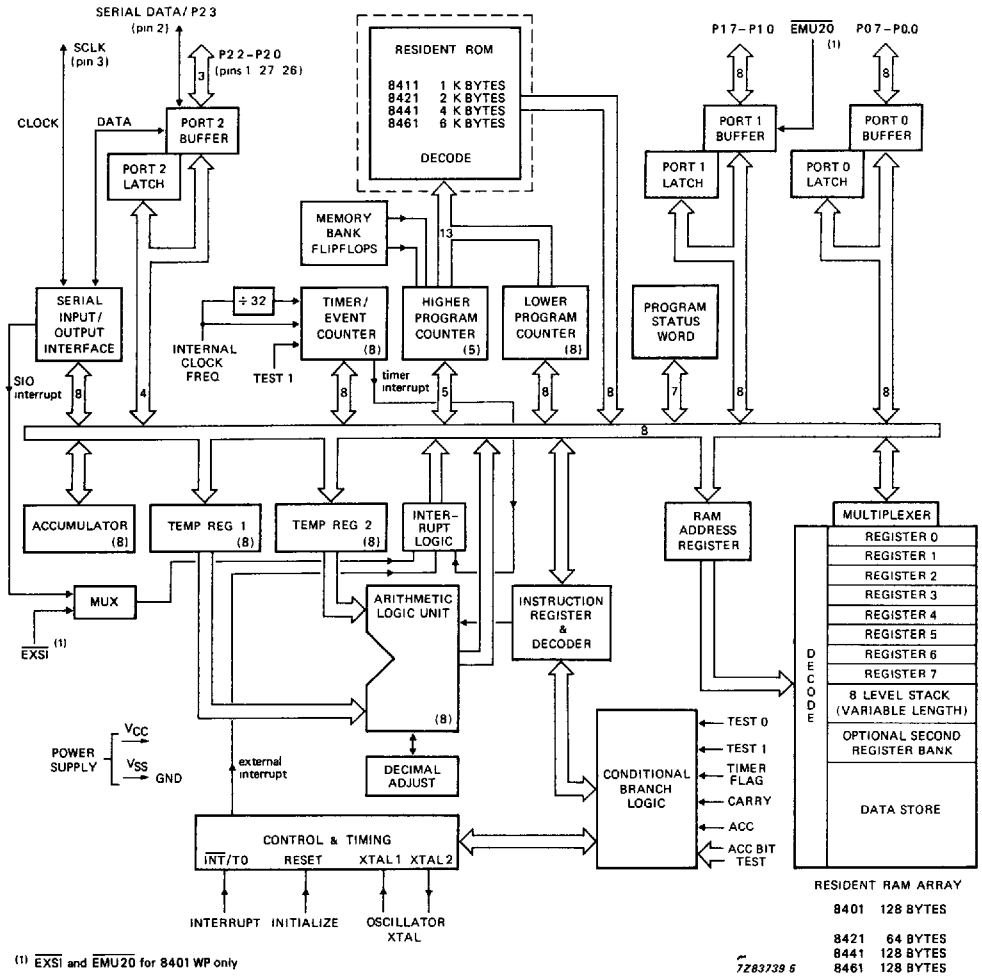 SERIAL DATA/P23
(pin 2)
SCLK
(pin 3)
P22-P20
(pins 1 27 26)
3
CLOCK
DATA
PORT 2
BUFFER
PORT 2
LATCH
RESIDENT ROM
8411 1 K BYTES
8421 2 K BYTES
8441 4 K BYTES
8461 6 K BYTES
DECODE
P17-P10
EMU20
(1)
P07-P0.0
8
8
PORT 1
BUFFER
PORT 0
BUFFER
PORT 1
LATCH
PORT 0
LATCH
MEMORY
BANK
FLIPFLOPS
13
SERIAL
INPUT/
OUTPUT
INTERFACE
÷ 32
INTERNAL
CLOCK
FREQ
TEST 1
TIMER/
EVENT
COUNTER
(8)
HIGHER
PROGRAM
COUNTER
(5)
LOWER
PROGRAM
COUNTER
(8)
PROGRAM
STATUS
WORD
SIO
interrupt
timer
interrupt
8
4
8
5
8
8
7
8
8
8
ACCUMULATOR
(8)
TEMP REG 1
(8)
TEMP REG 2
(8)
INTER-
RUPT
LOGIC
RAM
ADDRESS
REGISTER
MULTIPLEXER
REGISTER 0
REGISTER 1
REGISTER 2
REGISTER 3
REGISTER 4
REGISTER 5
REGISTER 6
REGISTER 7
8 LEVEL STACK
(VARIABLE LENGTH)
OPTIONAL SECOND
REGISTER BANK
DATA STORE
DECODE
MUX
EXSI (1)
ARITHMETIC
LOGIC UNIT
(8)
INSTRUCTION
REGISTER
&
DECODER
DECIMAL
ADJUST
POWER
SUPPLY
VCC
VSS
GND
external
interrupt
CONDITIONAL
BRANCH
LOGIC
TEST 0
TEST 1
TIMER
FLAG
CARRY
ACC
ACC BIT
TEST
CONTROL & TIMING
INT/T0 RESET XTAL 1 XTAL 2
INTERRUPT INITIALIZE OSCILLATOR
XTAL
RESIDENT RAM ARRAY
8401 128 BYTES
8421 64 BYTES
8441 128 BYTES
8461 128 BYTES
(1) EXSI and EMU20 for 8401 WP only
7Z83739 5